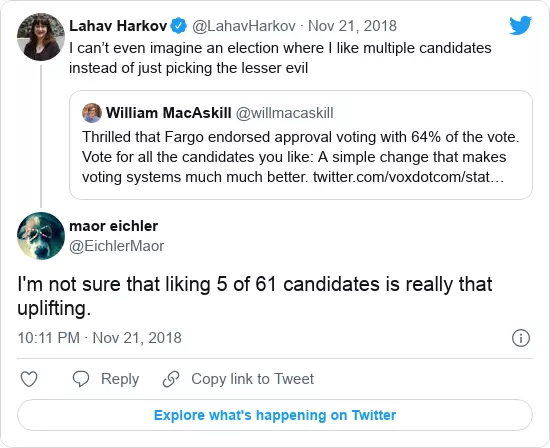 Lahav Harkov @LahavHarkov · Nov 21, 2018
I can’t even imagine an election where I like multiple candidates
instead of just picking the lesser evil
William MacAskill @willmacaskill
Thrilled that Fargo endorsed approval voting with 64% of the vote.
Vote for all the candidates you like: A simple change that makes
voting systems much much better. twitter.com/voxdotcom/stat…
maor eichler
@EichlerMaor
I'm not sure that liking 5 of 61 candidates is really that
uplifting.
10:11 PM · Nov 21, 2018
Reply Copy link to Tweet
Explore what's happening on Twitter